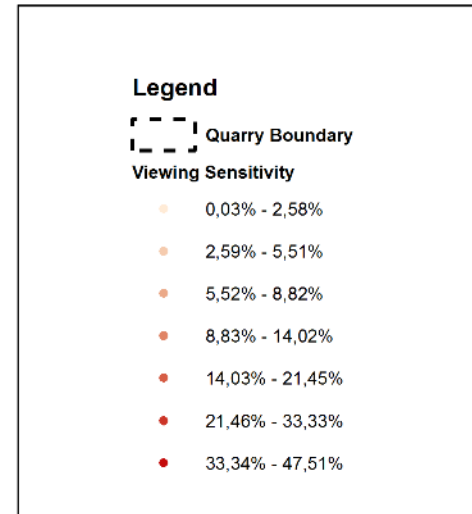 Legend
Quarry Boundary
Viewing Sensitivity
0,03% - 2,58%
2,59% - 5,51%
5,52% - 8,82%
8,83% - 14,02%
14,03% - 21,45%
21,46% - 33,33%
33,34% - 47,51%